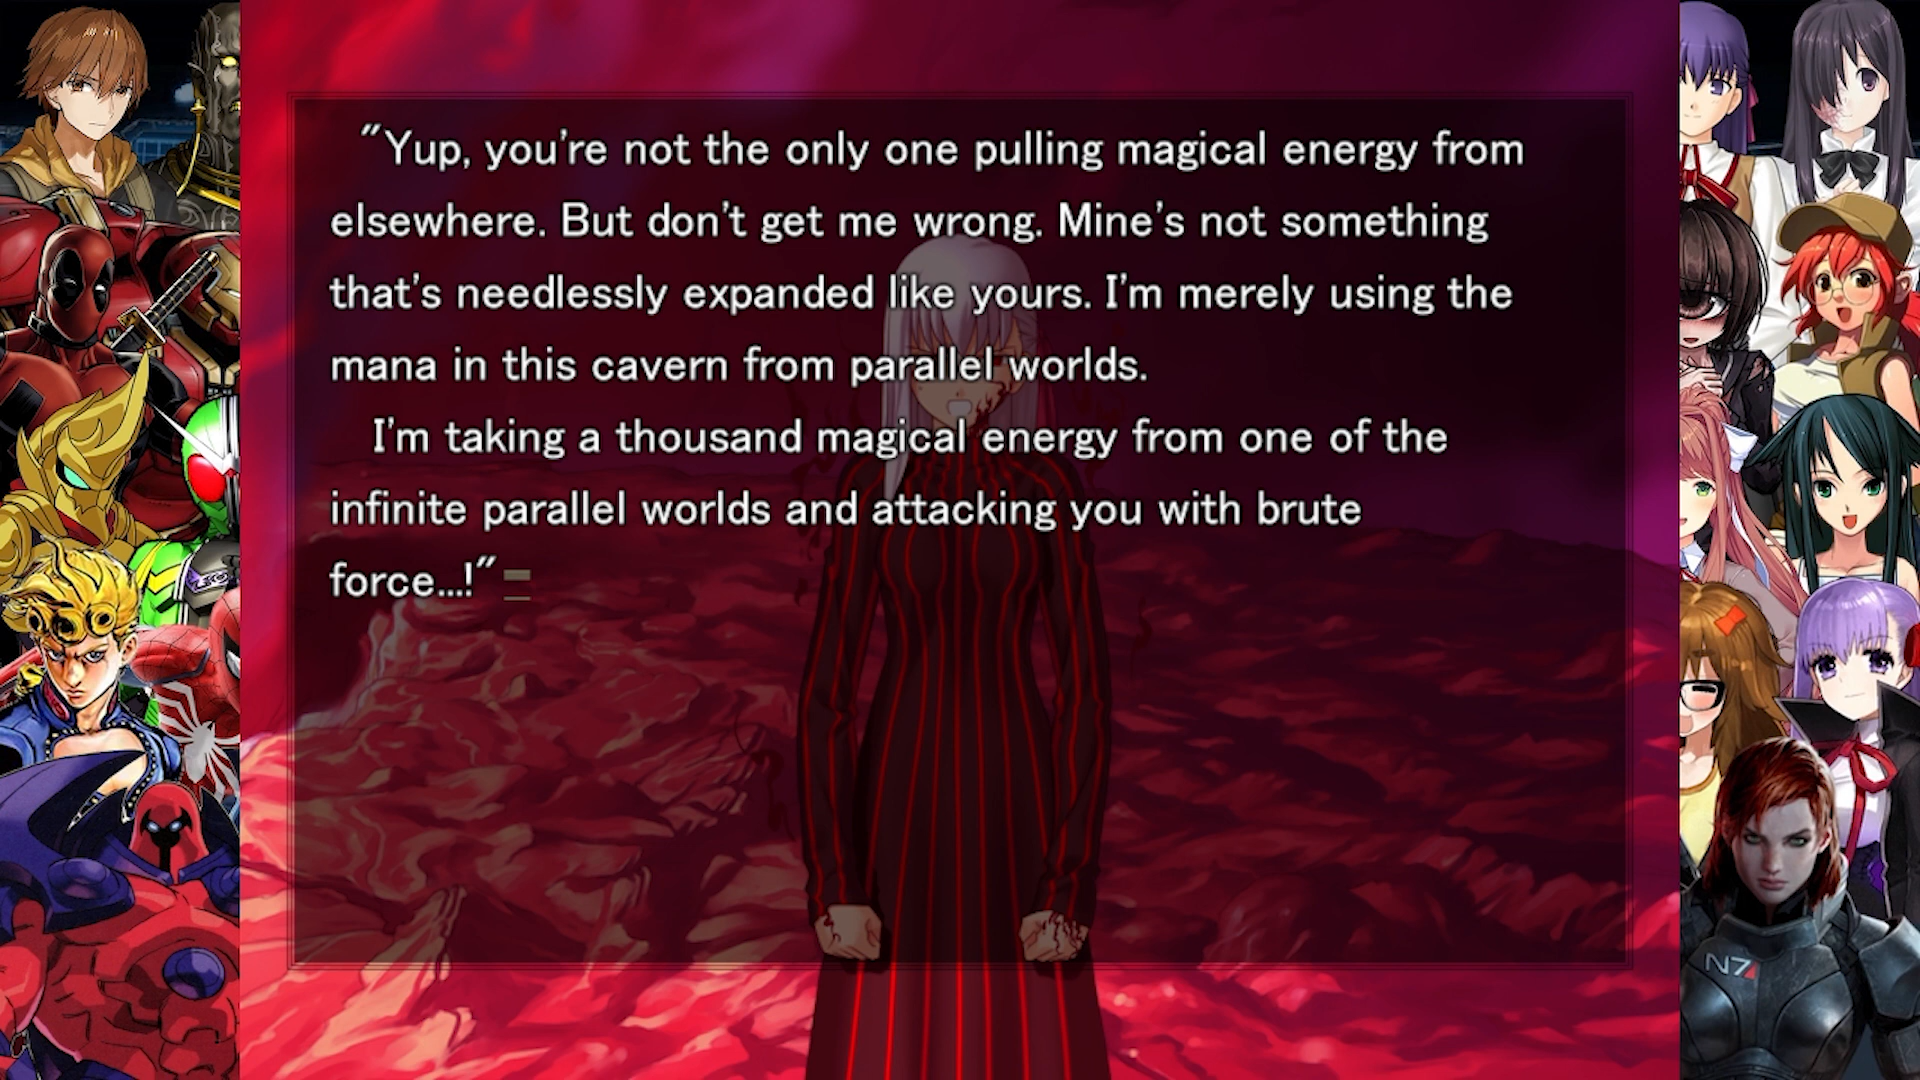 "Yup, you're not the only one pulling magical energy from
elsewhere. But don't get me wrong. Mine's not something
that's needlessly expanded like yours. I'm merely using the
mana in this cavern from parallel worlds.
I'm taking a thousand magical energy from one of the
infinite parallel worlds and attacking you with brute
force...!"
N7